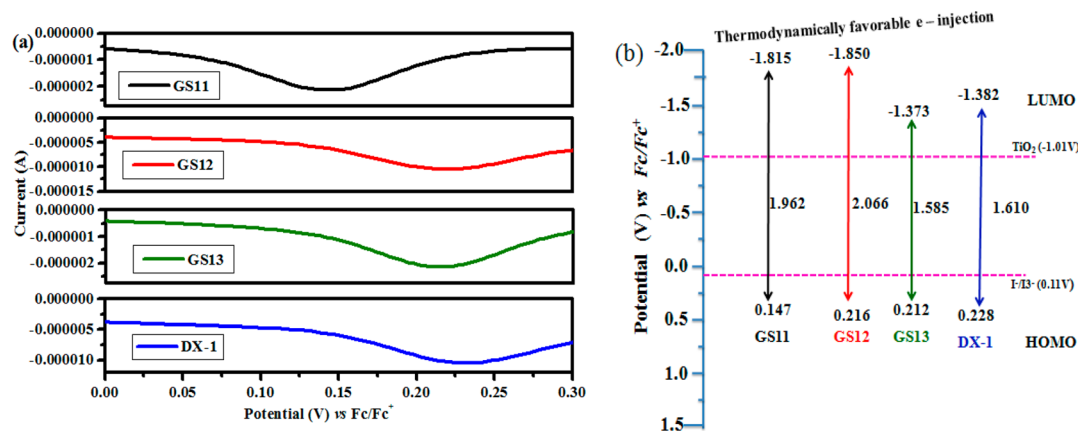 (a)
0.000000
-0.000001
-0.000002
GS11
0.000000
-0.000005
-0.000010
-0.000015
GS12
0.000000
-0.000001
-0.000002
GS13
0.000000
-0.000005
-0.000010
DX-1
Current (A)
0.00 0.05 0.10 0.15 0.20 0.25 0.30
Potential (V) vs Fc/Fc+
(b)
Thermodynamically favorable e – injection
Potential (V) vs Fc/Fc+
-2.0
-1.5
-1.0
-0.5
0.0
0.5
1.0
1.5
-1.815 -1.850 -1.373 -1.382 LUMO
TiO2 (-1.01V)
1.962 2.066 1.585 1.610
I-/I3- (0.11V)
0.147 0.216 0.212 0.228
GS11 GS12 GS13 DX-1 HOMO